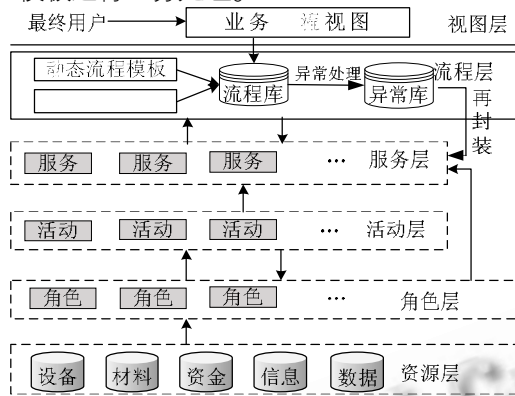 最终用户 业务 流视图 视图层
动态流程模板 流程库 异常处理 异常库 流程层
再封装
服务 服务 服务 … 服务层
活动 活动 活动 … 活动层
角色 角色 角色 … 角色层
设备 材料 资金 信息 数据 资源层